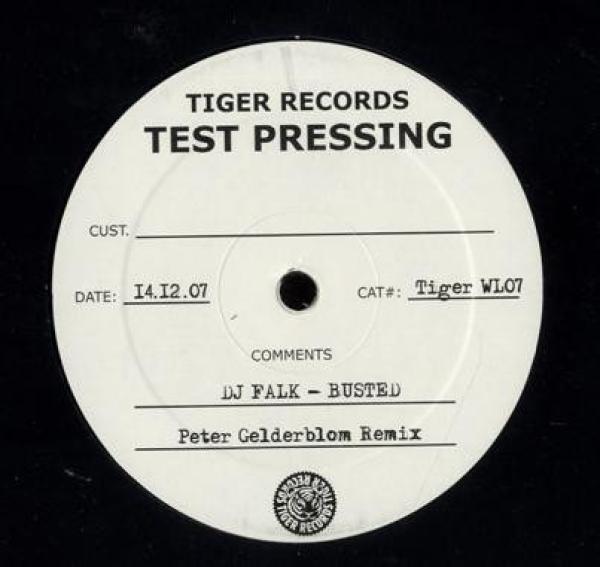 TIGER RECORDS
TEST PRESSING
CUST.
DATE: 14.12.07 CAT#: Tiger WL07
COMMENTS
DJ FALK - BUSTED
Peter Gelderblom Remix
TIGER RECORDS TIGER RECORDS